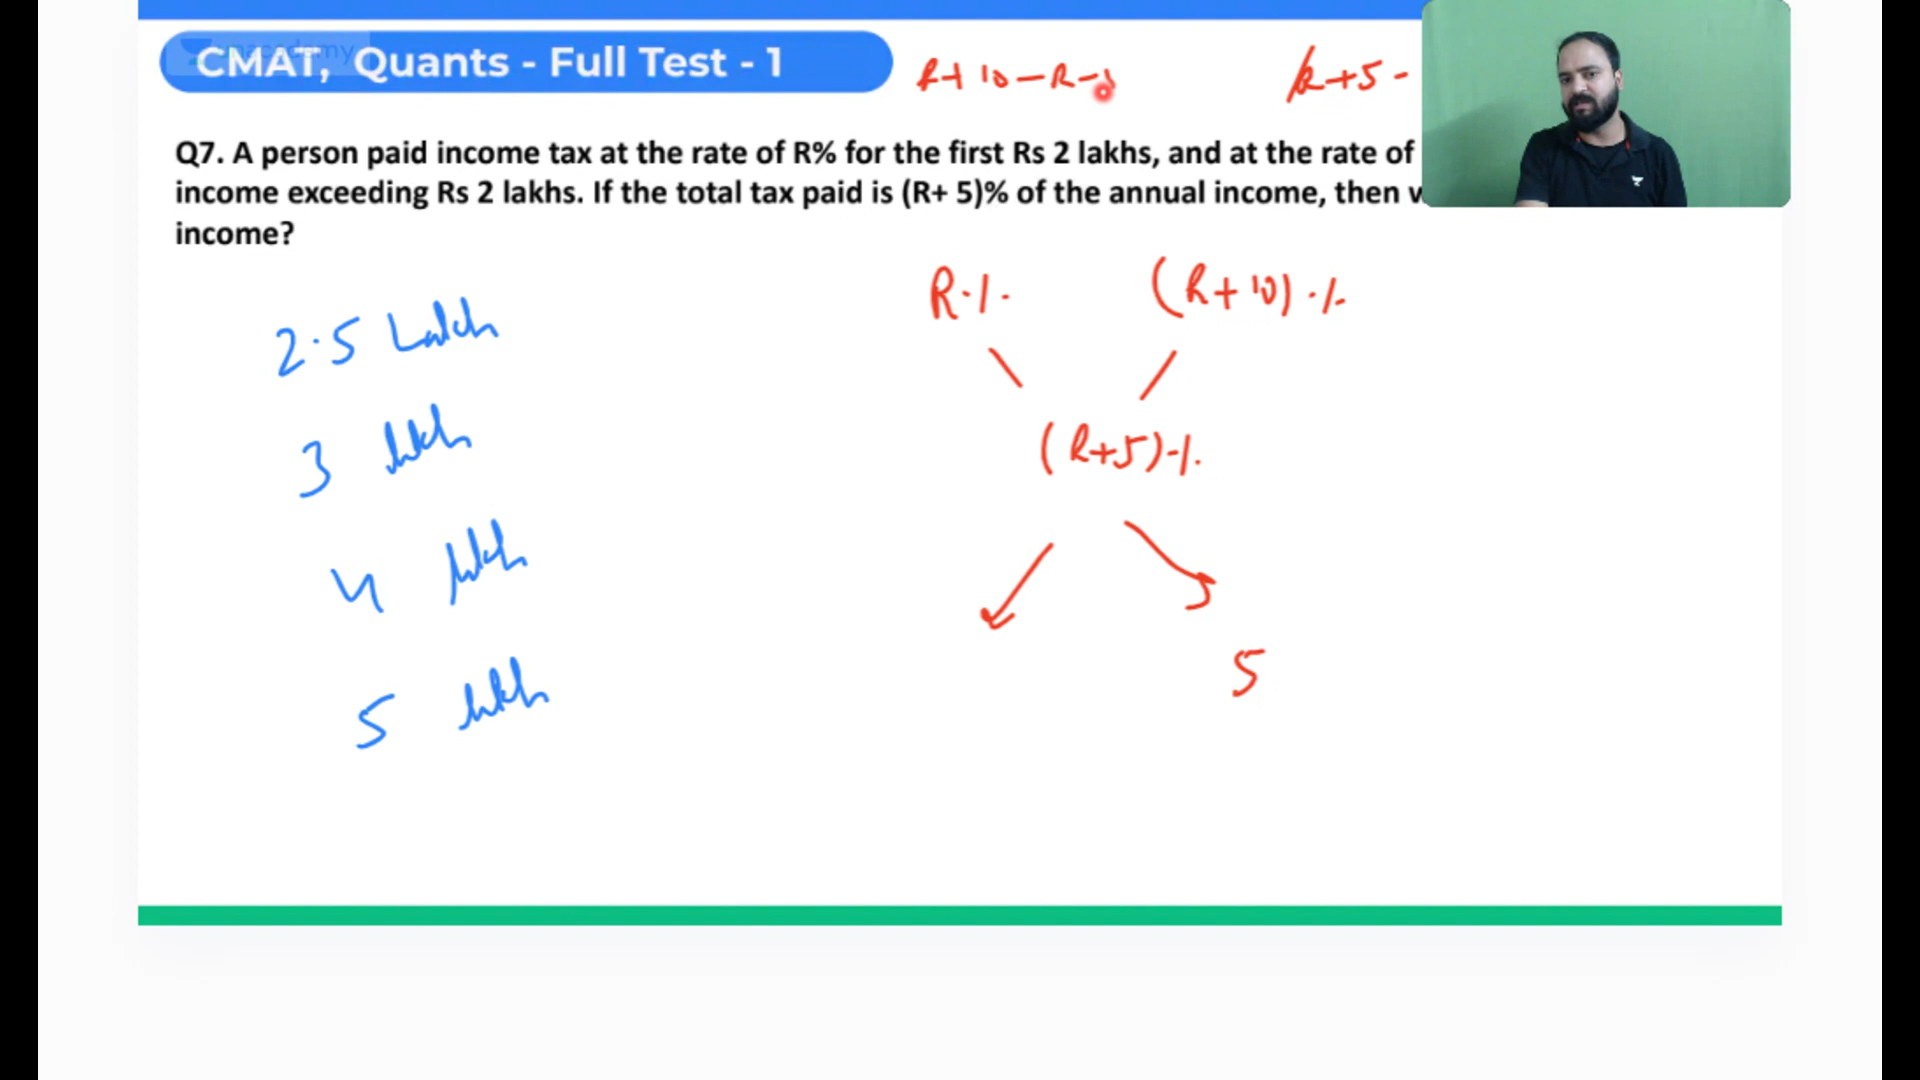 CMAT, Quants - Full Test - 1
R+ 10 - R -
R+5 -
Q7. A person paid income tax at the rate of R% for the first Rs 2 lakhs, and at the rate of
income exceeding Rs 2 lakhs. If the total tax paid is (R+ 5)% of the annual income, then
income?
R%
(R+10)%
2.5 Lakh
(R+5)%
3 lakh
4 lakh
5
5 lakh